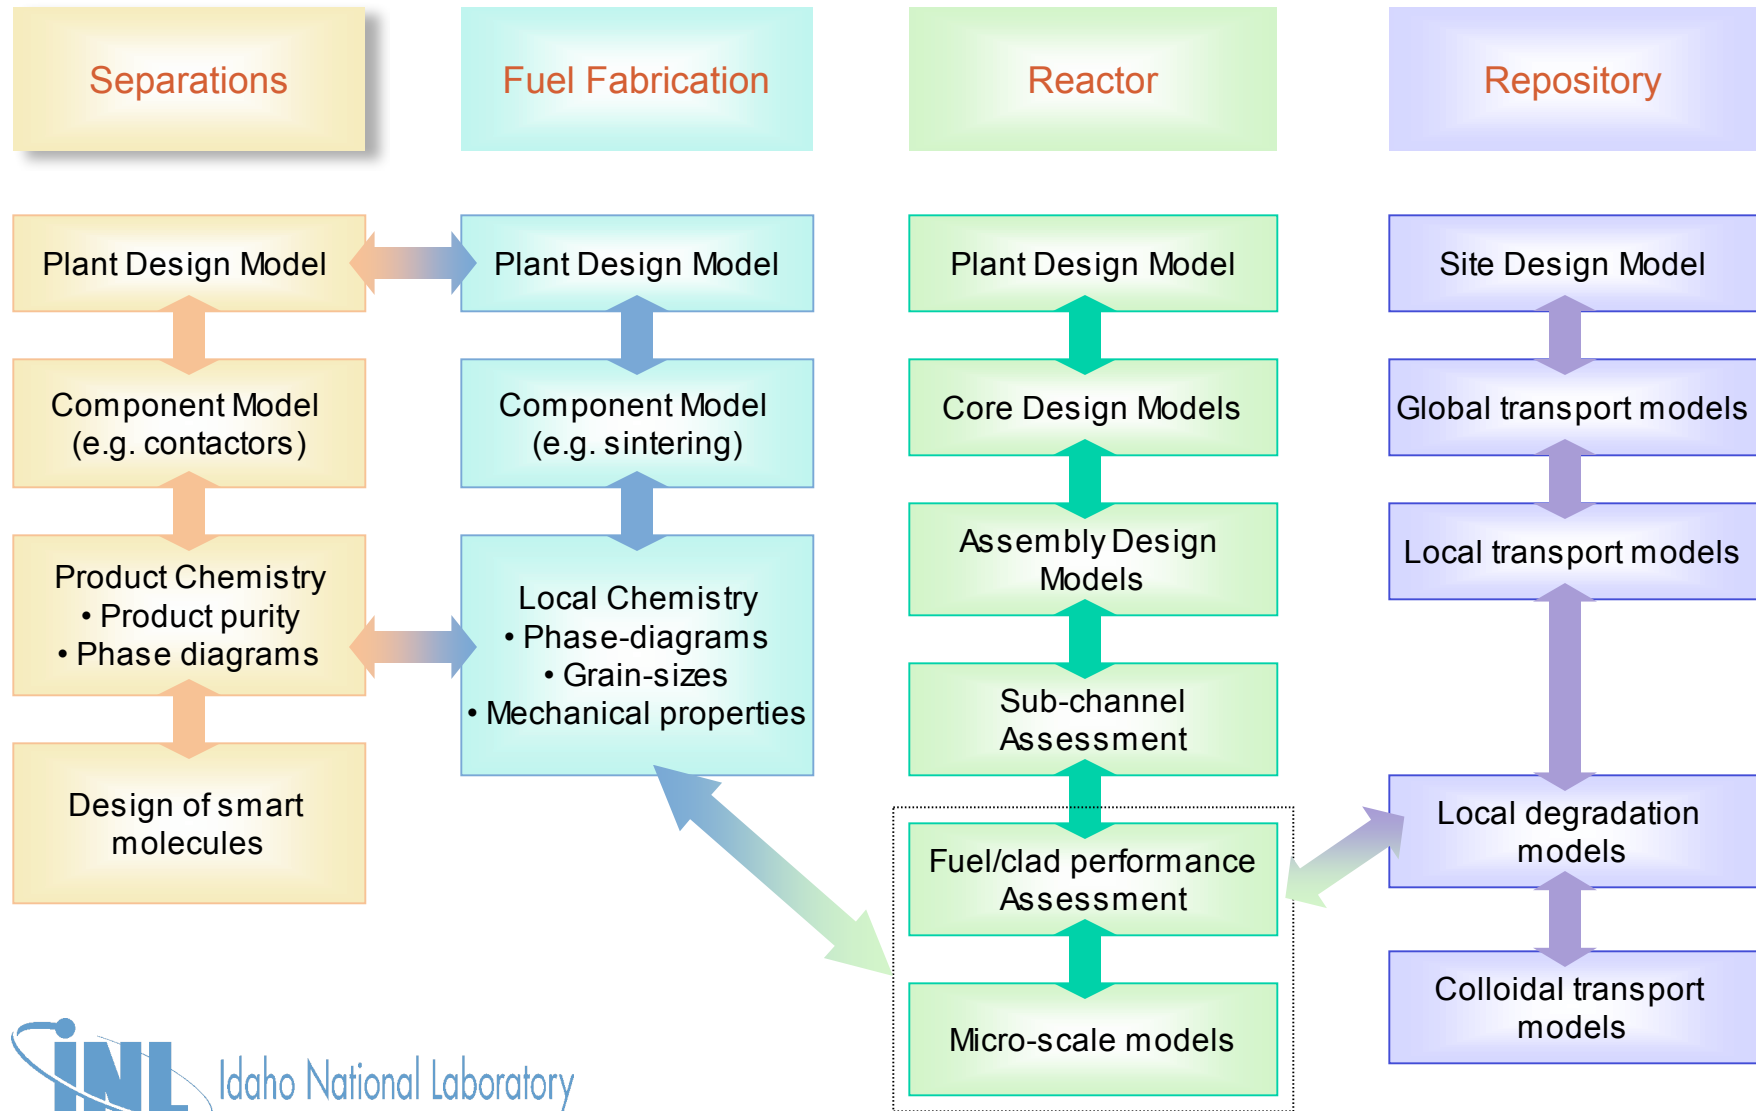 Separations
Fuel Fabrication
Reactor
Repository
Plant Design Model
Component Model
(e.g. contactors)
Product Chemistry
• Product purity
• Phase diagrams
Design of smart
molecules
Plant Design Model
Component Model
(e.g. sintering)
Local Chemistry
• Phase-diagrams
• Grain-sizes
• Mechanical properties
Plant Design Model
Core Design Models
Assembly Design
Models
Sub-channel
Assessment
Fuel/clad performance
Assessment
Micro-scale models
Site Design Model
Global transport models
Local transport models
Local degradation
models
Colloidal transport
models
iNL
Idaho National Laboratory